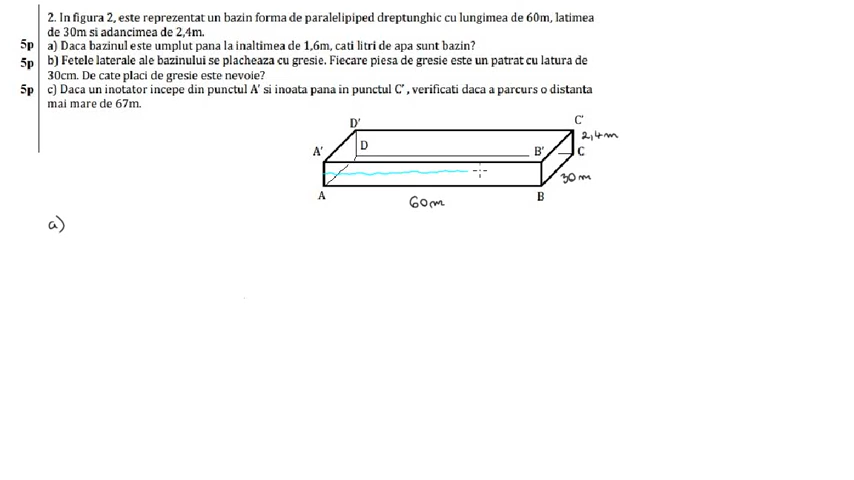 2. In figura 2, este reprezentat un bazin forma de paralelipiped dreptunghic cu lungimea de 60m, latimea
de 30m si adancimea de 2,4m.
5p a) Daca bazinul este umplut pana la inaltimea de 1,6m, cati litri de apa sunt bazin?
5p b) Fetele laterale ale bazinului se placheaza cu gresie. Fiecare piesa de gresie este un patrat cu latura de
30cm. De cate placi de gresie este nevoie?
5p c) Daca un inotator incepe din punctul A' si inoata pana in punctul C' , verificati daca a parcurs o distanta
mai mare de 67m.
D' C'
2,4m
A' D B' C
30m
A 60m B
a)